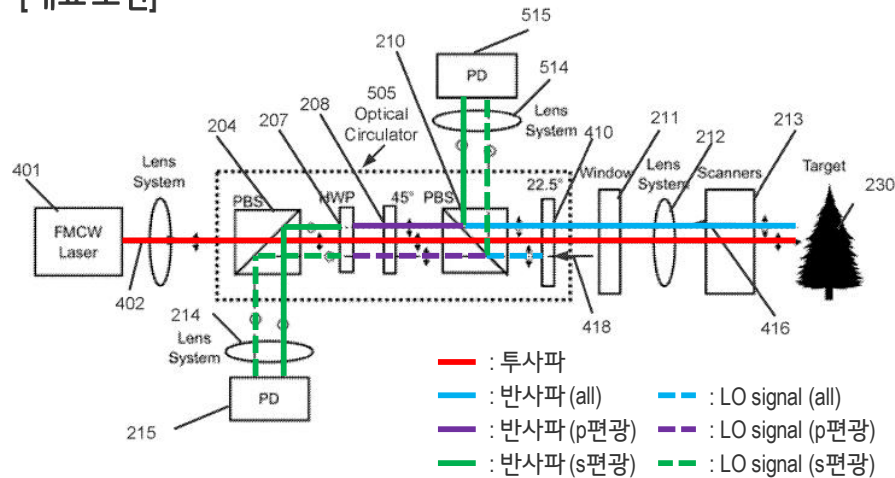 515
210
PD
514
505
Optical
Circulator
Lens
System
204
207
208
410
211
212
213
401
Lens
System
22.5°
Window
Lens
System
Scanners
Target
230
PBS
HWP
45°
PBS
FMCW
Laser
402
214
Lens
System
418
416
PD
215
: 투사파
: 반사파 (all)
: LO signal (all)
: 반사파 (p편광)
: LO signal (p편광)
: 반사파 (s편광)
: LO signal (s편광)